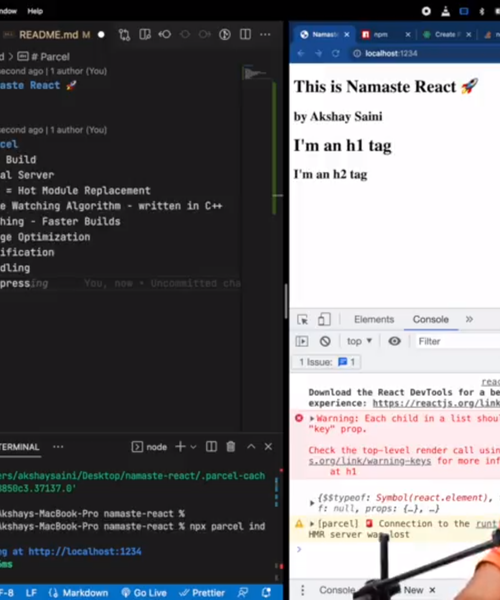 ndow Help
README.md M
d > # Parcel
second ago | 1 author (You)
aste React 🚀
second ago | 1 author (You)
cel
Build
al Server
= Hot Module Replacement
e Watching Algorithm - written in C++
hing - Faster Builds
ge Optimization
ification
dling
pressing You, now • Uncommitted cha
TERMINAL ... node
ers/akshaysaini/Desktop/namaste-react/.parcel-cach
8850c3.37137.0'
Akshays-MacBook-Pro namaste-react %
Akshays-MacBook-Pro namaste-react % npx parcel ind
g at http://localhost:1234
ms
F-8 LF {} Markdown Go Live Prettier
Namast npm Create
localhost:1234
This is Namaste React 🚀
by Akshay Saini
I'm an h1 tag
I'm an h2 tag
Elements Console »
top ▾ Filter
1 Issue: 1
reac
Download the React DevTools for a be
experience: https://reactjs.org/link
Warning: Each child in a list shou
"key" prop.
Check the top-level render call usin
s.org/link/warning-keys for more inf
at h1
{$$typeof: Symbol(react.element),
f: null, props: {…}, …}
[parcel] 🚨 Connection to the runt
HMR server was lost
>
Console New ×